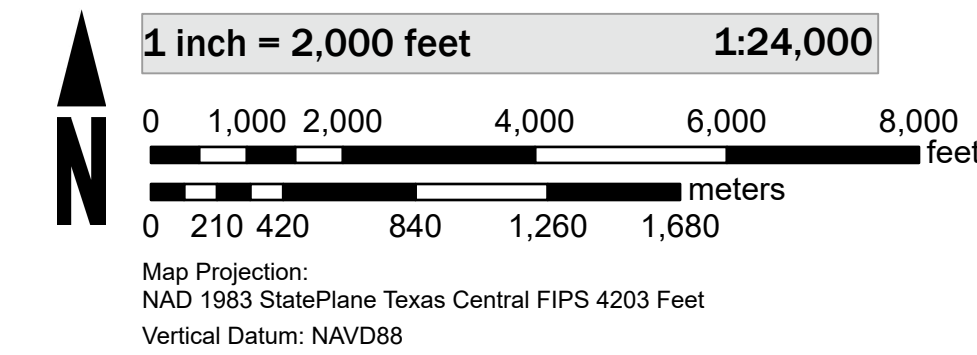 1 inch = 2,000 feet 1:24,000
0 1,000 2,000 4,000 6,000 8,000
feet
N
meters
0 210 420 840 1,260 1,680
Map Projection:
NAD 1983 StatePlane Texas Central FIPS 4203 Feet
Vertical Datum: NAVD88